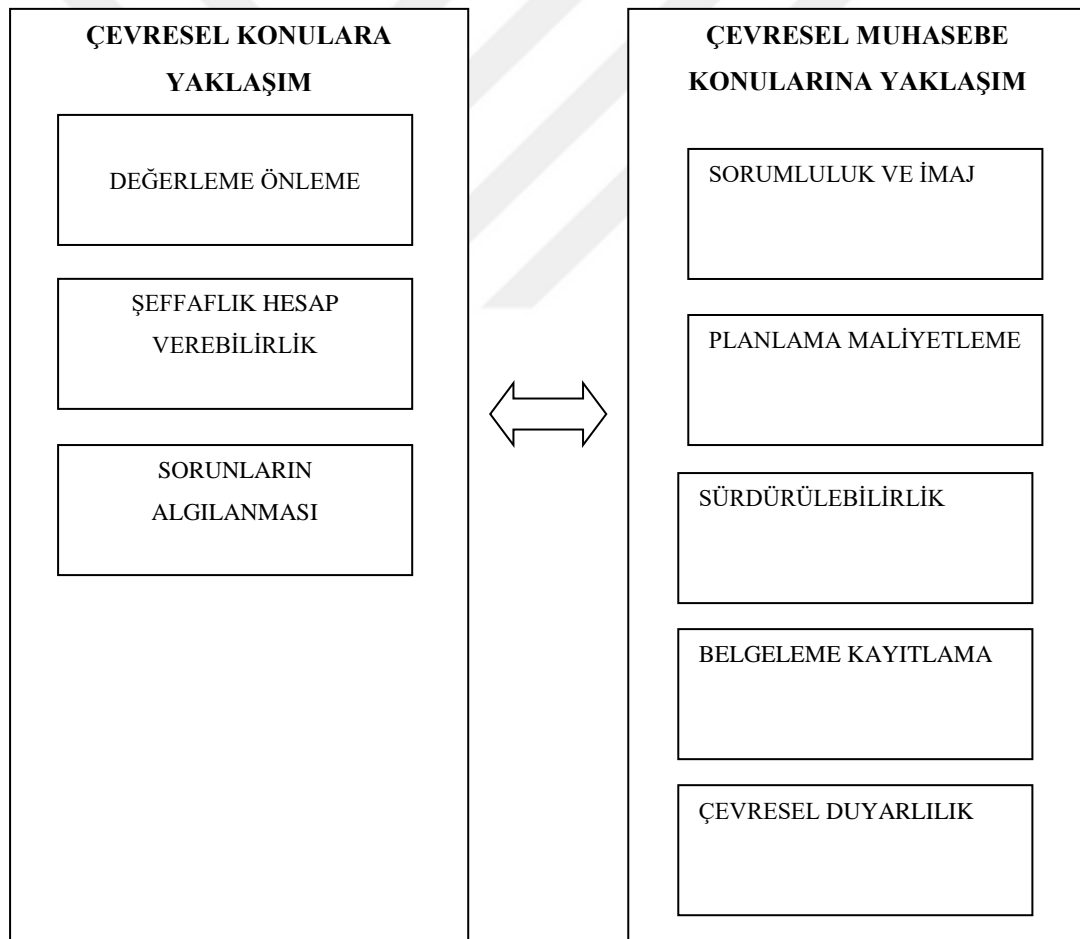 ÇEVRESEL KONULARA
YAKLAŞIM
DEĞERLEME ÖNLEME
ŞEFFAFLIK HESAP
VEREBİLİRLİK
SORUNLARIN
ALGILANMASI
ÇEVRESEL MUHASEBE
KONULARINA YAKLAŞIM
SORUMLULUK VE İMAJ
PLANLAMA MALİYETLEME
SÜRDÜRÜLEBİLİRLİK
BELGELEME KAYITLAMA
ÇEVRESEL DUYARLILIK